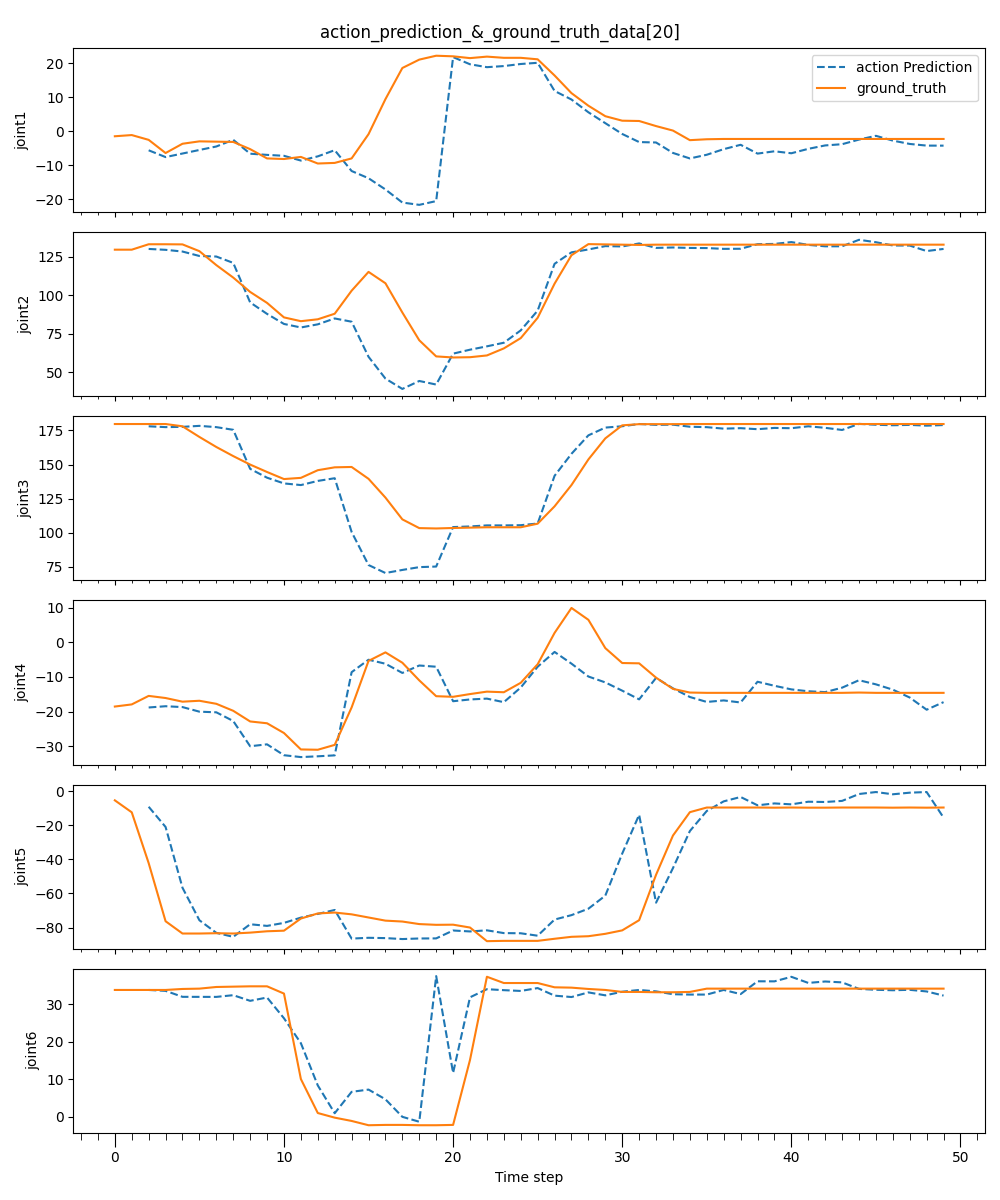 action_prediction_&_ground_truth_data[20]
action Prediction
ground_truth
joint1
20
10
0
−10
−20
joint2
125
100
75
50
joint3
175
150
125
100
75
joint4
10
0
−10
−20
−30
joint5
0
−20
−40
−60
−80
joint6
30
20
10
0
0 10 20 30 40 50
Time step